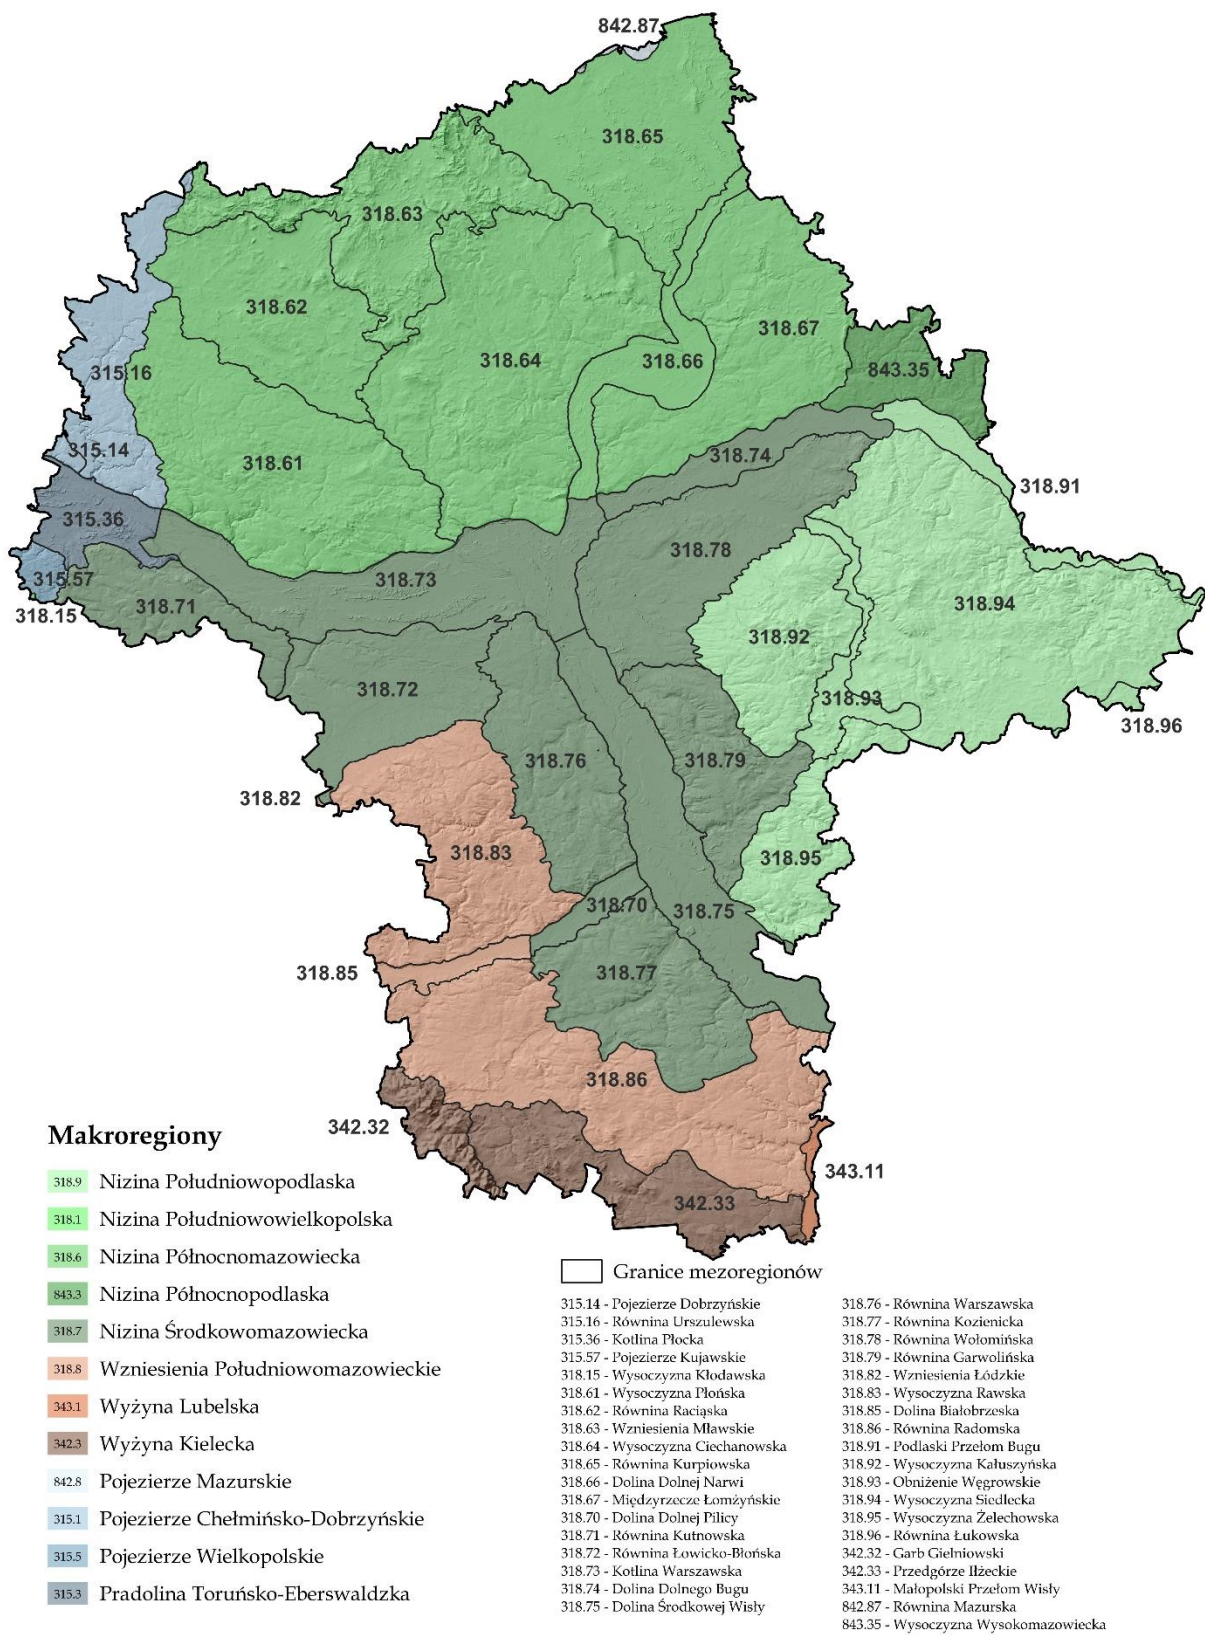 842.87
318.65
318.63
318.62
318.67
318.66
318.64
843.35
315.16
315.14
318.61
318.74
318.91
315.36
318.78
315.57
318.73
318.71
318.94
318.15
318.92
318.72
318.93
318.96
318.76
318.79
318.82
318.83
318.95
318.70
318.75
318.85
318.77
318.86
342.32
343.11
342.33
Makroregiony
318.9 Nizina Południowopodlaska
318.1 Nizina Południowowielkopolska
318.6 Nizina Północnomazowiecka
843.3 Nizina Północnopodlaska
318.7 Nizina Środkowomazowiecka
318.8 Wzniesienia Południowomazowieckie
343.1 Wyżyna Lubelska
342.3 Wyżyna Kielecka
842.8 Pojezierze Mazurskie
315.1 Pojezierze Chełmińsko-Dobrzyńskie
315.5 Pojezierze Wielkopolskie
315.3 Pradolina Toruńsko-Eberswaldzka
Granice mezoregionów
315.14 - Pojezierze Dobrzyńskie
315.16 - Równina Urszulewska
315.36 - Kotlina Płocka
315.57 - Pojezierze Kujawskie
318.15 - Wysoczyzna Kłodawska
318.61 - Wysoczyzna Płońska
318.62 - Równina Raciąska
318.63 - Wzniesienia Mławskie
318.64 - Wysoczyzna Ciechanowska
318.65 - Równina Kurpiowska
318.66 - Dolina Dolnej Narwi
318.67 - Międzyrzecze Łomżyńskie
318.70 - Dolina Dolnej Pilicy
318.71 - Równina Kutnowska
318.72 - Równina Łowicko-Błońska
318.73 - Kotlina Warszawska
318.74 - Dolina Dolnego Bugu
318.75 - Dolina Środkowej Wisły
318.76 - Równina Warszawska
318.77 - Równina Kozienicka
318.78 - Równina Wołomińska
318.79 - Równina Garwolińska
318.82 - Wzniesienia Łódzkie
318.83 - Wysoczyzna Rawska
318.85 - Dolina Białobrzeska
318.86 - Równina Radomska
318.91 - Podlaski Przełom Bugu
318.92 - Wysoczyzna Kałuszyńska
318.93 - Obniżenie Węgrowskie
318.94 - Wysoczyzna Siedlecka
318.95 - Wysoczyzna Żelechowska
318.96 - Równina Łukowska
342.32 - Garb Gielniowski
342.33 - Przedgórze Iłżeckie
343.11 - Małopolski Przełom Wisły
842.87 - Równina Mazurska
843.35 - Wysoczyzna Wysokomazowiecka